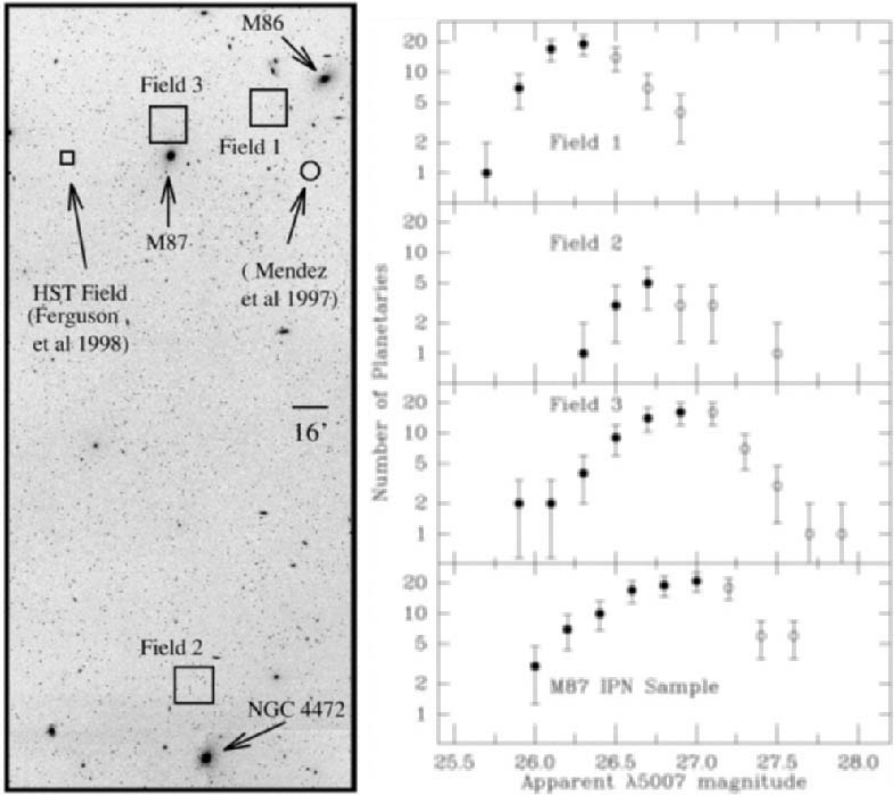 M86
Field 3
Field 1
M87
( Mendez
et al 1997)
HST Field
(Ferguson
et al 1998)
16'
Field 2
NGC 4472
Number of Planetaries
20
10
5
2
1
Field 1
20
10
5
2
1
Field 2
20
10
5
2
1
Field 3
20
10
5
2
1
M87 IPN Sample
25.5 26.0 26.5 27.0 27.5 28.0
Apparent λ5007 magnitude